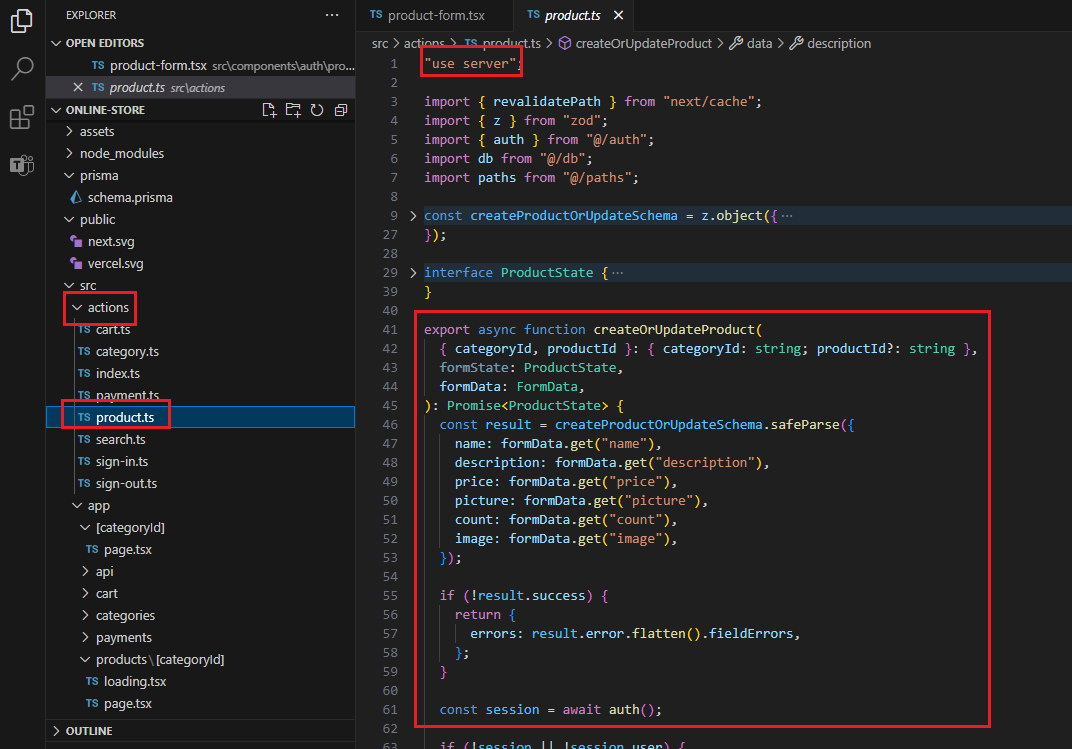 EXPLORER
···
OPEN EDITORS
TS product-form.tsx src\components\auth\pro...
TS product.ts src\actions
ONLINE-STORE
assets
node_modules
prisma
schema.prisma
public
next.svg
vercel.svg
src
actions
TS cart.ts
TS category.ts
TS index.ts
TS payment.ts
TS product.ts
TS search.ts
TS sign-in.ts
TS sign-out.ts
app
[categoryId]
TS page.tsx
api
cart
categories
payments
products\[categoryId]
TS loading.tsx
TS page.tsx
OUTLINE
TS product-form.tsx
TS product.ts
src > actions > TS product.ts > createOrUpdateProduct > data > description
1 "use server";
2
3 import { revalidatePath } from "next/cache";
4 import { z } from "zod";
5 import { auth } from "@/auth";
6 import db from "@/db";
7 import paths from "@/paths";
8
9 const createProductOrUpdateSchema = z.object({ ···
27 });
28
29 interface ProductState { ···
39 }
40
41 export async function createOrUpdateProduct(
42 { categoryId, productId }: { categoryId: string; productId?: string },
43 formState: ProductState,
44 formData: FormData,
45 ): Promise<ProductState> {
46 const result = createProductOrUpdateSchema.safeParse({
47 name: formData.get("name"),
48 description: formData.get("description"),
49 price: formData.get("price"),
50 picture: formData.get("picture"),
51 count: formData.get("count"),
52 image: formData.get("image"),
53 });
54
55 if (!result.success) {
56 return {
57 errors: result.error.flatten().fieldErrors,
58 };
59 }
60
61 const session = await auth();
62
63 if (!session || !session.user) {